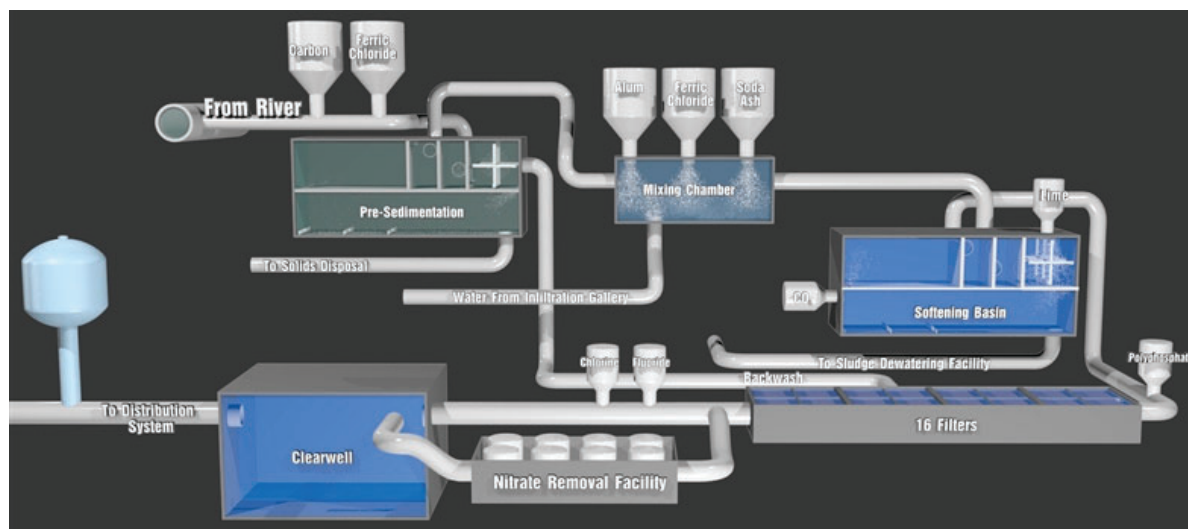 Carbon
Ferric
Chloride
From River
Alum
Ferric
Chloride
Soda
Ash
Mixing Chamber
Lime
Pre-Sedimentation
To Solids Disposal
Water From Infiltration Gallery
CO₂
Softening Basin
To Sludge Dewatering Facility
Chlorine
Fluoride
Backwash
Polyphosphat
To Distribution
System
16 Filters
Clearwell
Nitrate Removal Facility